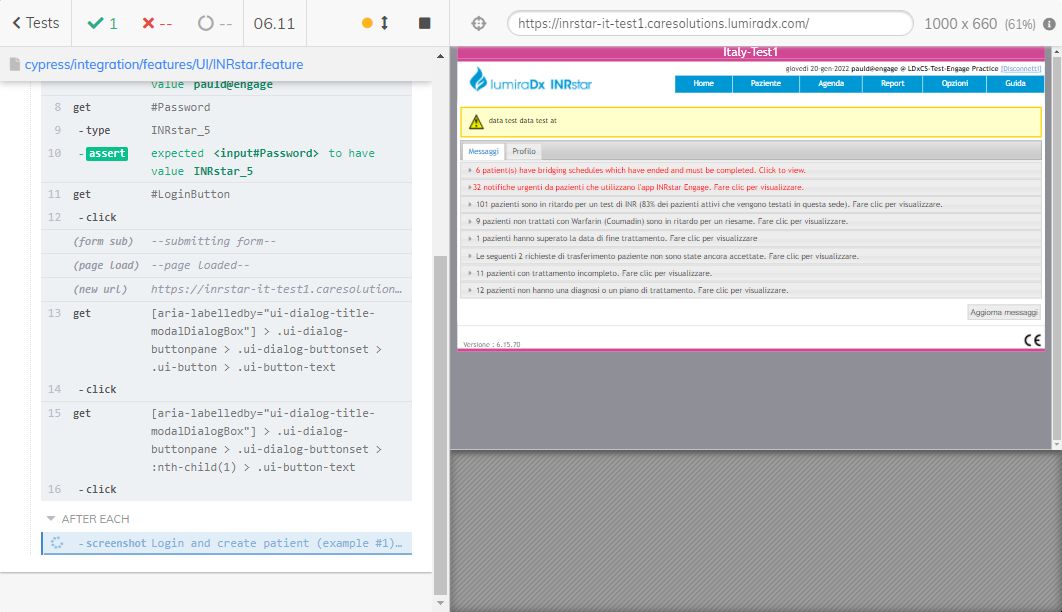 Tests 1 -- -- 06.11
https://inrstar-it-test1.caresolutions.lumiradx.com/ 1000 x 660 (61%)
cypress/integration/features/UI/INRstar.feature
value pauld@engage
8 get #Password
9 -type INRstar_5
10 -assert expected <input#Password> to have
value INRstar_5
11 get #LoginButton
12 -click
(form sub) --submitting form--
(page load) --page loaded--
(new url) https://inrstar-it-test1.caresolution…
13 get [aria-labelledby="ui-dialog-title-
modalDialogBox"] > .ui-dialog-
buttonpane > .ui-dialog-buttonset >
.ui-button > .ui-button-text
14 -click
15 get [aria-labelledby="ui-dialog-title-
modalDialogBox"] > .ui-dialog-
buttonpane > .ui-dialog-buttonset >
:nth-child(1) > .ui-button-text
16 -click
AFTER EACH
-screenshot Login and create patient (example #1)…
Italy-Test1
giovedì 20-gen-2022 pauld@engage @ LDxCS-Test-Engage Practice [Disconnetti]
lumiraDx INRstar
Home Paziente Agenda Report Opzioni Guida
data test data test at
Messaggi Profilo
6 patient(s) have bridging schedules which have ended and must be completed. Click to view.
32 notifiche urgenti da pazienti che utilizzano l'app INRstar Engage. Fare clic per visualizzare.
101 pazienti sono in ritardo per un test di INR (83% dei pazienti attivi che vengono testati in questa sede). Fare clic per visualizzare.
9 pazienti non trattati con Warfarin (Coumadin) sono in ritardo per un riesame. Fare clic per visualizzare.
1 pazienti hanno superato la data di fine trattamento. Fare clic per visualizzare
Le seguenti 2 richieste di trasferimento paziente non sono state ancora accettate. Fare clic per visualizzare.
11 pazienti con trattamento incompleto. Fare clic per visualizzare.
12 pazienti non hanno una diagnosi o un piano di trattamento. Fare clic per visualizzare.
Aggiorna messaggi
Versione : 6.15.70
CE